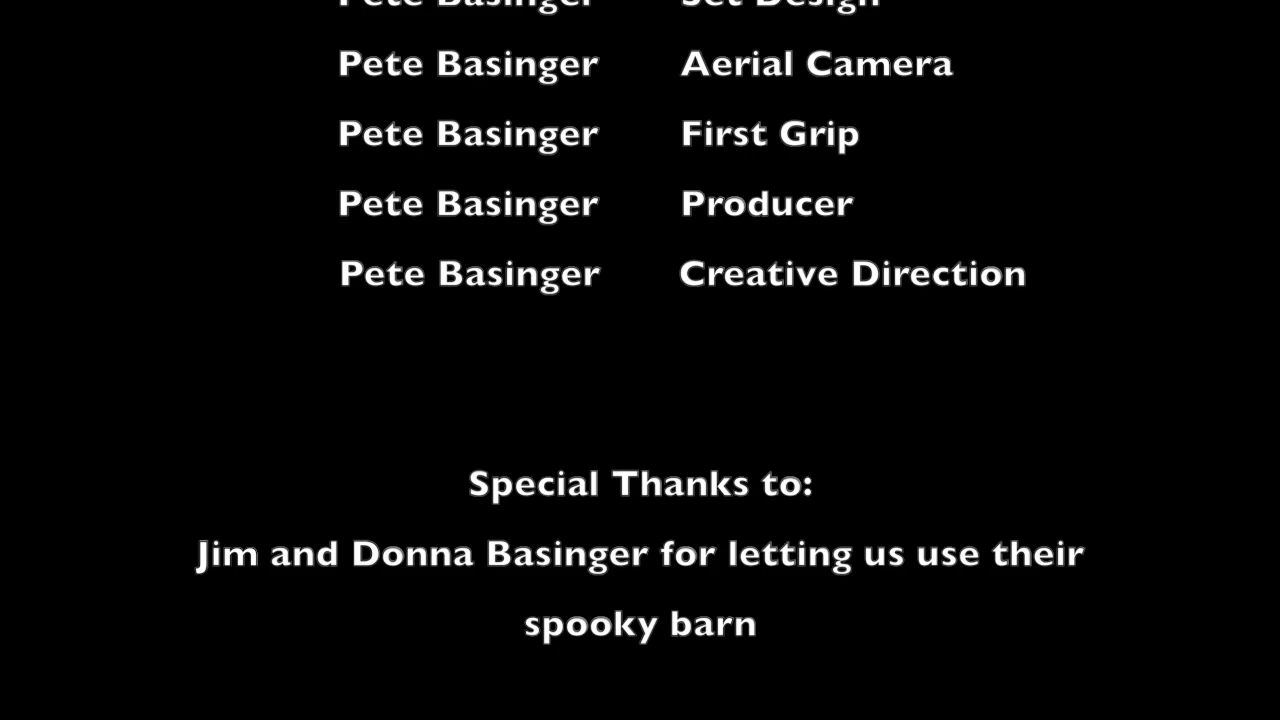 Pete Basinger Set Design
Pete Basinger Aerial Camera
Pete Basinger First Grip
Pete Basinger Producer
Pete Basinger Creative Direction
Special Thanks to:
Jim and Donna Basinger for letting us use their
spooky barn